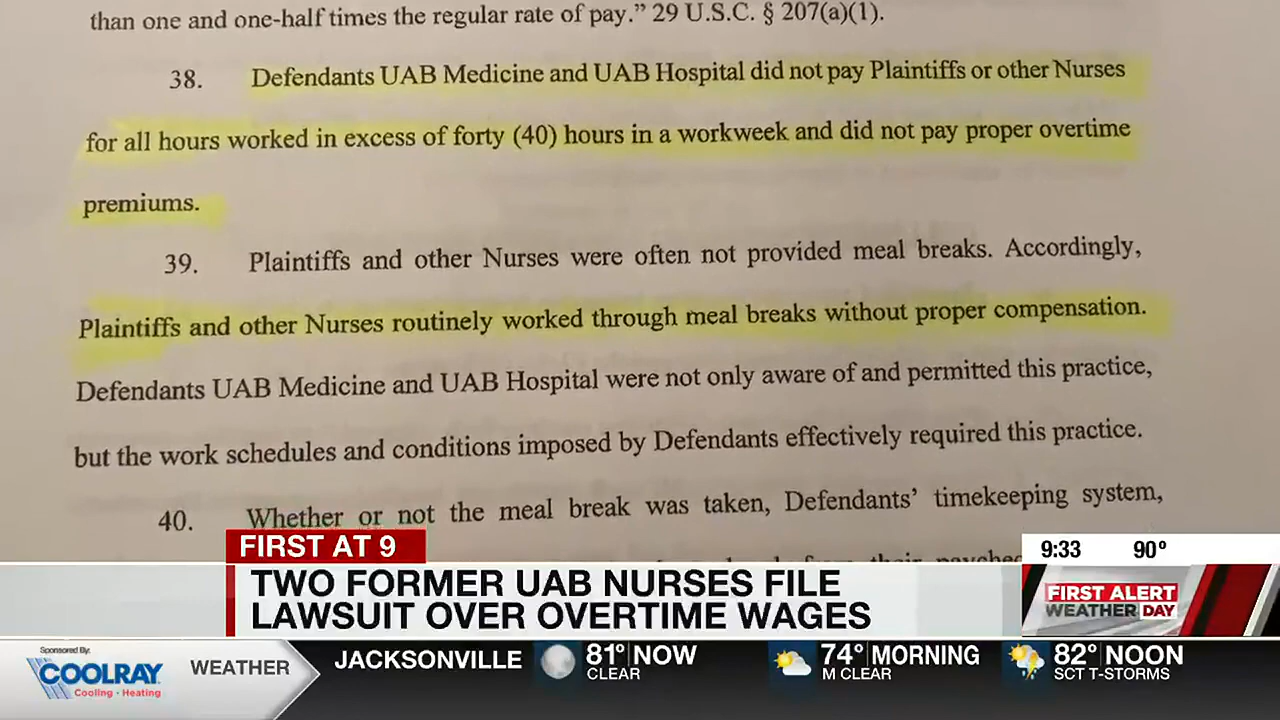 than one and one-half times the regular rate of pay.” 29 U.S.C. § 207(a)(1).
38. Defendants UAB Medicine and UAB Hospital did not pay Plaintiffs or other Nurses
for all hours worked in excess of forty (40) hours in a workweek and did not pay proper overtime
premiums.
39. Plaintiffs and other Nurses were often not provided meal breaks. Accordingly,
Plaintiffs and other Nurses routinely worked through meal breaks without proper compensation.
Defendants UAB Medicine and UAB Hospital were not only aware of and permitted this practice,
but the work schedules and conditions imposed by Defendants effectively required this practice.
40. Whether or not the meal break was taken, Defendants’ timekeeping system,
FIRST AT 9
TWO FORMER UAB NURSES FILE
LAWSUIT OVER OVERTIME WAGES
9:33 90°
FIRST ALERT
WEATHER DAY
Sponsored By:
COOLRAY
Cooling • Heating
WEATHER
JACKSONVILLE
81° NOW
CLEAR
74° MORNING
M CLEAR
82° NOON
SCT T-STORMS